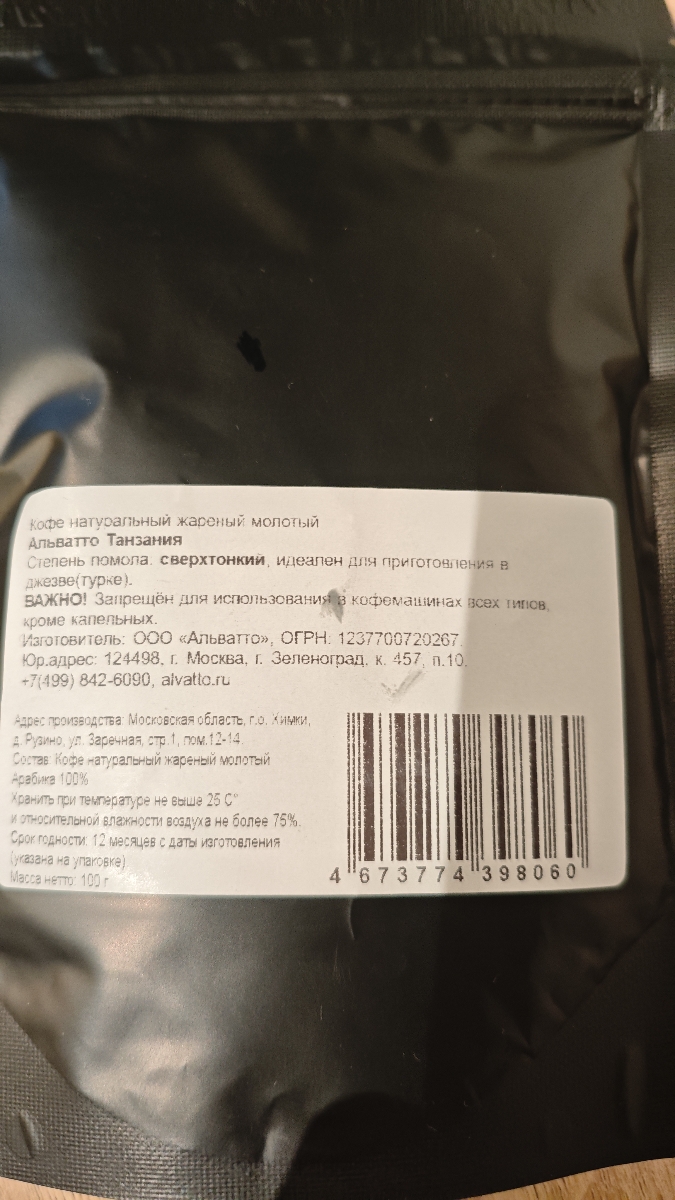 Кофе натуральный жареный молотый
Альватто Танзания
Степень помола: сверхтонкий, идеален для приготовления в
джезве(турке).
ВАЖНО! Запрещён для использования в кофемашинах всех типов,
кроме капельных.
Изготовитель: ООО «Альватто», ОГРН: 1237700720267.
Юр.адрес: 124498, г. Москва, г. Зеленоград, к. 457, п.10.
+7(499) 842-6090, alvatto.ru
Адрес производства: Московская область, г.о. Химки,
д. Рузино, ул. Заречная, стр.1, пом.12-14.
Состав: Кофе натуральный жареный молотый
Арабика 100%
Хранить при температуре не выше 25 С°
и относительной влажности воздуха не более 75%.
Срок годности: 12 месяцев с даты изготовления
(указана на упаковке)
Масса нетто: 100 г
4 673774 398060